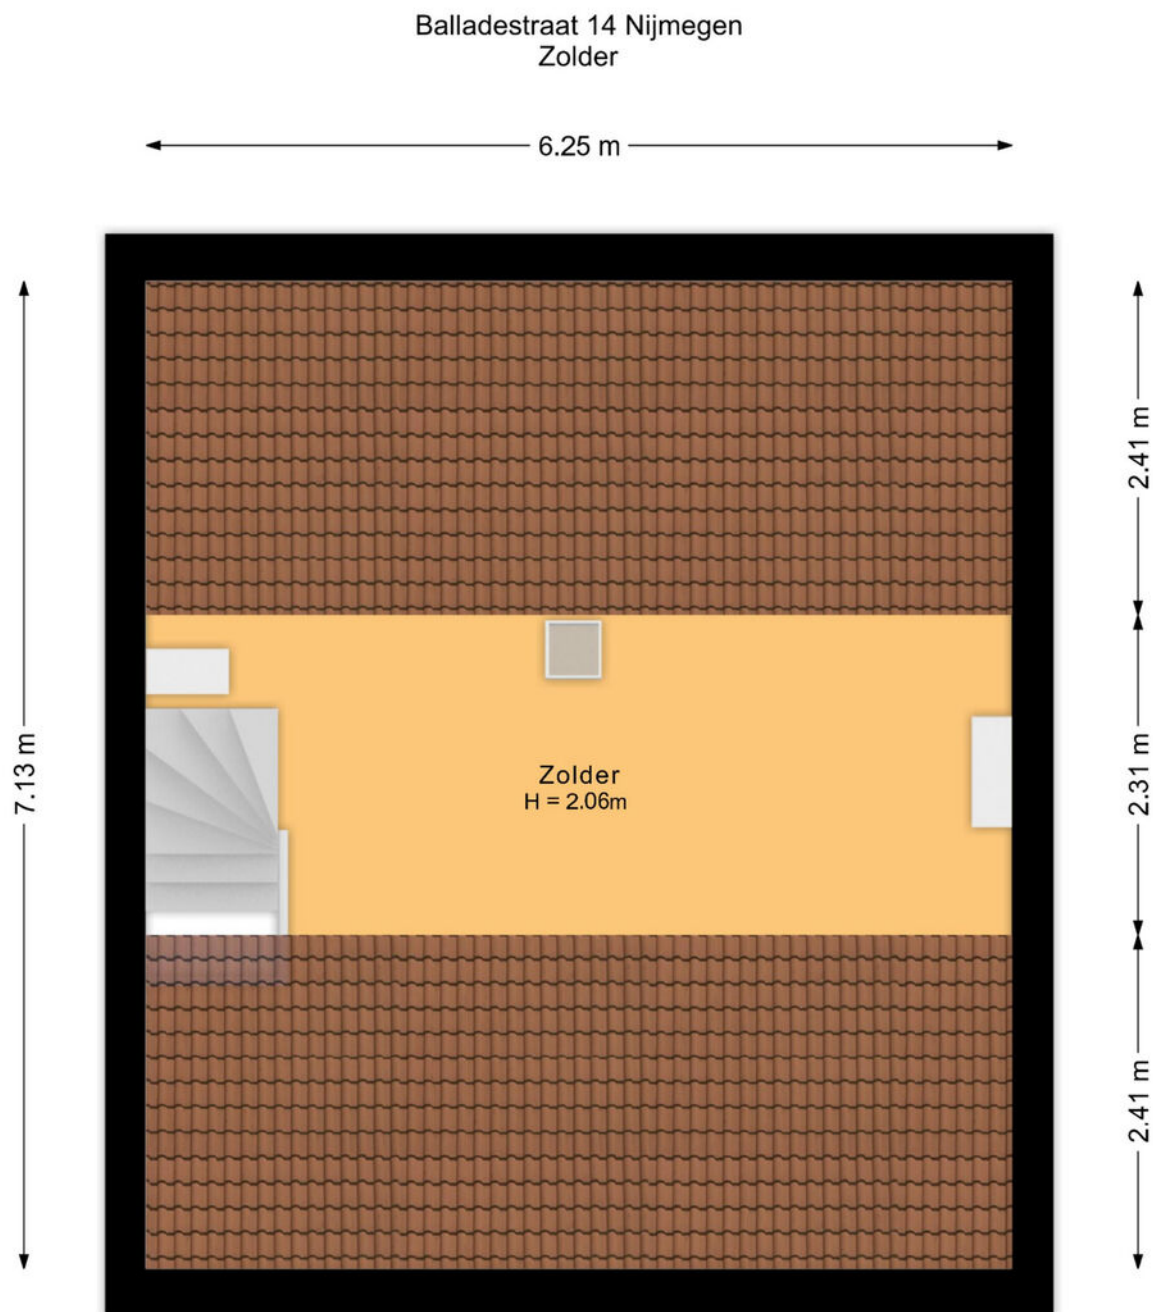 Balladestraat 14 Nijmegen
Zolder
6.25 m
2.41 m
7.13 m
Zolder
H = 2.06m
2.31 m
2.41 m